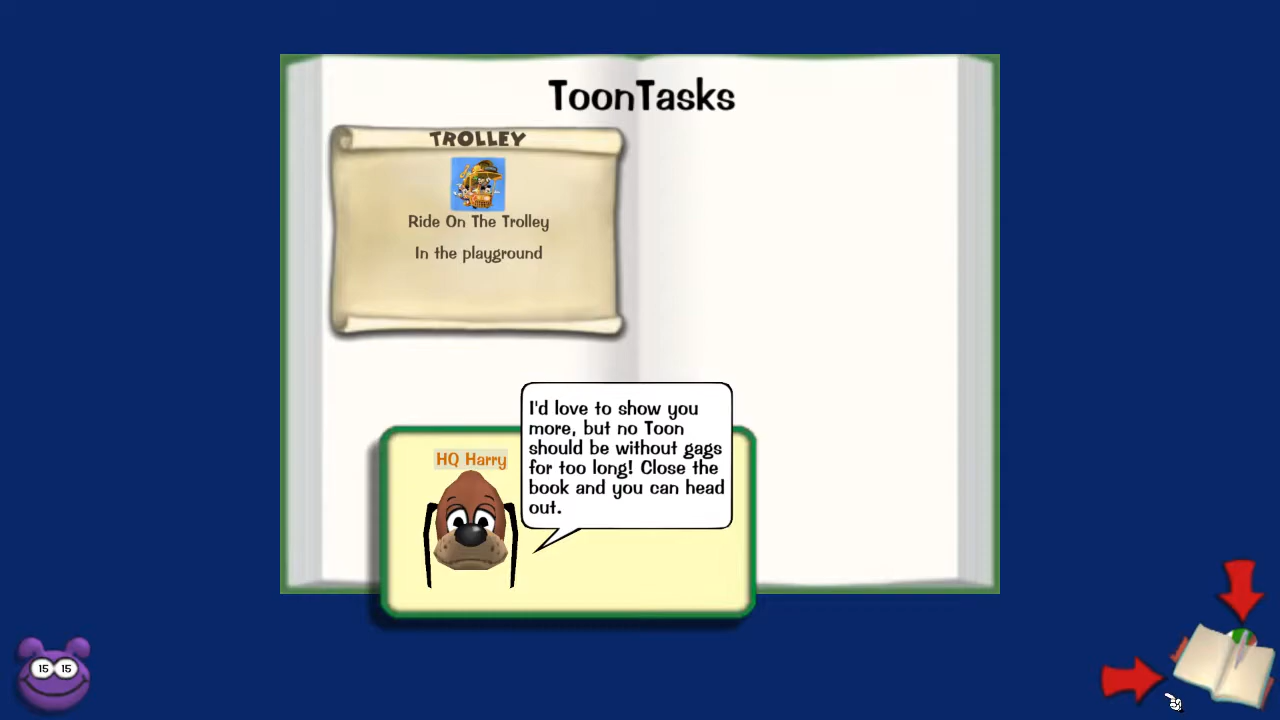 ToonTasks
TROLLEY
Ride On The Trolley
In the playground
HQ Harry
I'd love to show you
more, but no Toon
should be without gags
for too long! Close the
book and you can head
out.
15 15